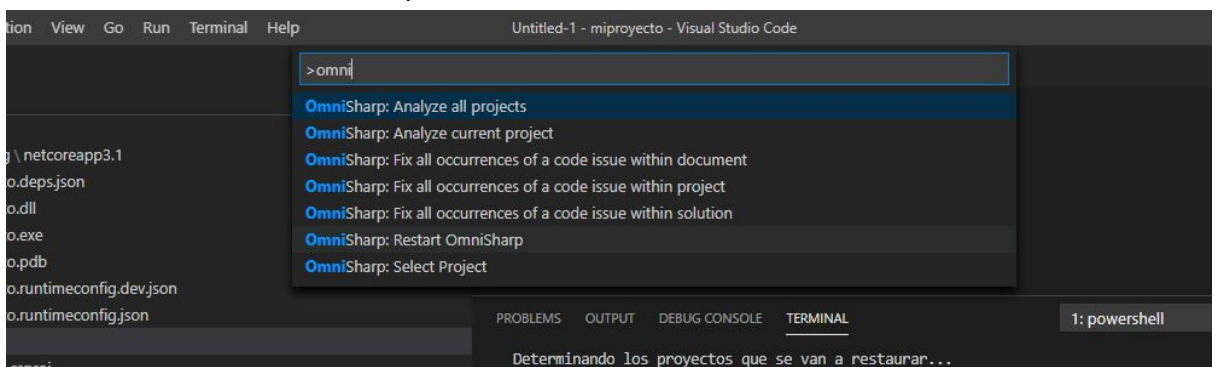 tion View Go Run Terminal Help Untitled-1 - miproyecto - Visual Studio Code
>omni
OmniSharp: Analyze all projects
OmniSharp: Analyze current project
OmniSharp: Fix all occurrences of a code issue within document
OmniSharp: Fix all occurrences of a code issue within project
OmniSharp: Fix all occurrences of a code issue within solution
OmniSharp: Restart OmniSharp
OmniSharp: Select Project
g \ netcoreapp3.1
o.deps.json
o.dll
o.exe
o.pdb
o.runtimeconfig.dev.json
o.runtimeconfig.json
PROBLEMS OUTPUT DEBUG CONSOLE TERMINAL 1: powershell
Determinando los proyectos que se van a restaurar...